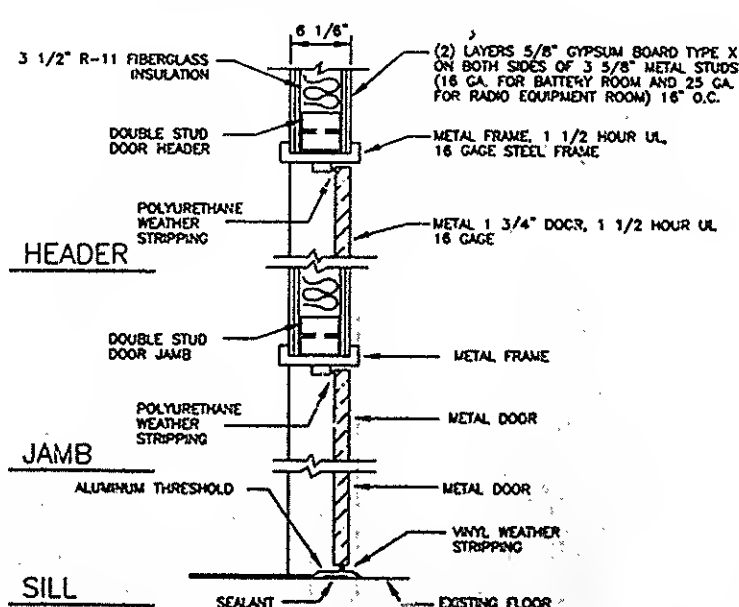 6 1/6"
3 1/2" R-11 FIBERGLASS
INSULATION
(2) LAYERS 5/8" GYPSUM BOARD TYPE X
ON BOTH SIDES OF 3 5/8" METAL STUDS
(16 GA. FOR BATTERY ROOM AND 25 GA.
FOR RADIO EQUIPMENT ROOM) 16" O.C.
DOUBLE STUD
DOOR HEADER
METAL FRAME, 1 1/2 HOUR UL,
16 GAGE STEEL FRAME
POLYURETHANE
WEATHER
STRIPPING
METAL 1 3/4" DOOR, 1 1/2 HOUR UL
16 GAGE
HEADER
DOUBLE STUD
DOOR JAMB
METAL FRAME
POLYURETHANE
WEATHER
STRIPPING
METAL DOOR
JAMB
ALUMINUM THRESHOLD
METAL DOOR
VINYL WEATHER
STRIPPING
SILL
SEALANT
EXISTING FLOOR